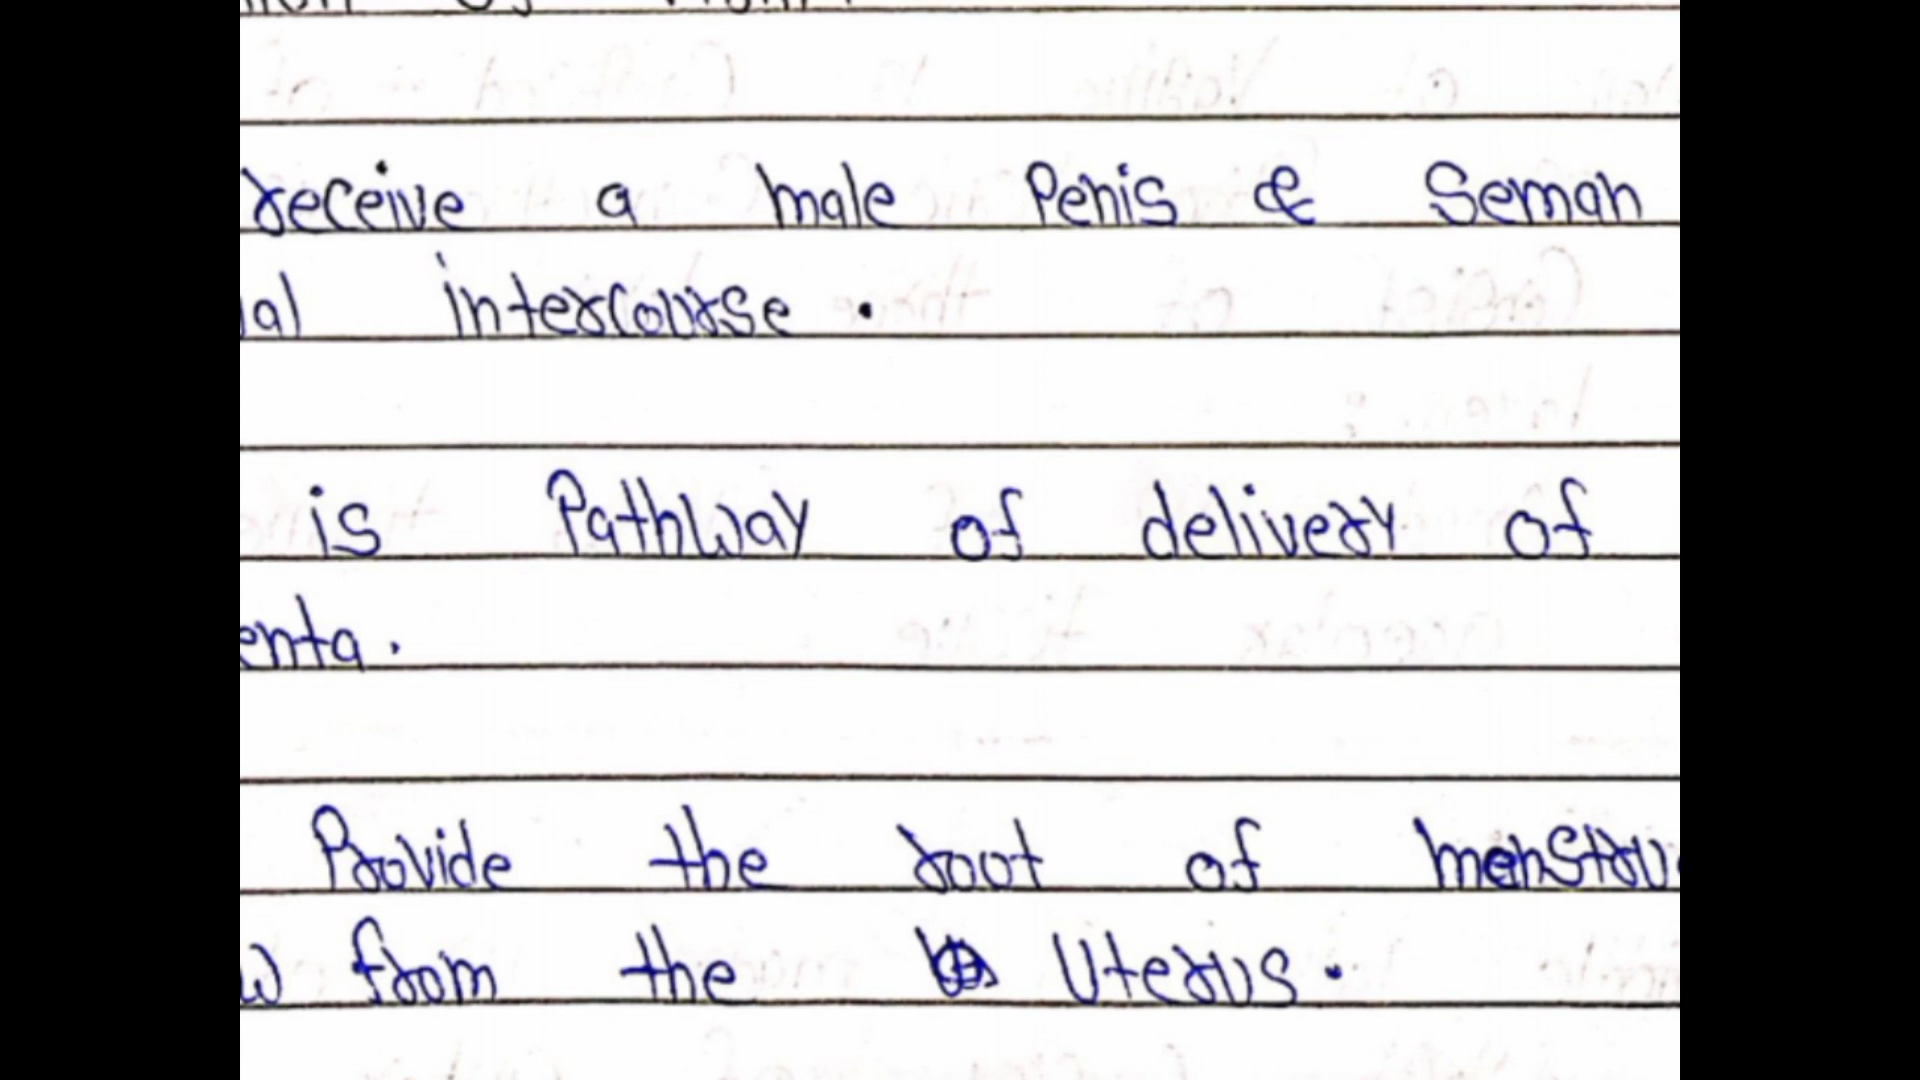 receive a male Penis & Seman
ual intercourse.
is Pathway of delivery of
enta.
Provide the root of menstru
w from the Uterus.